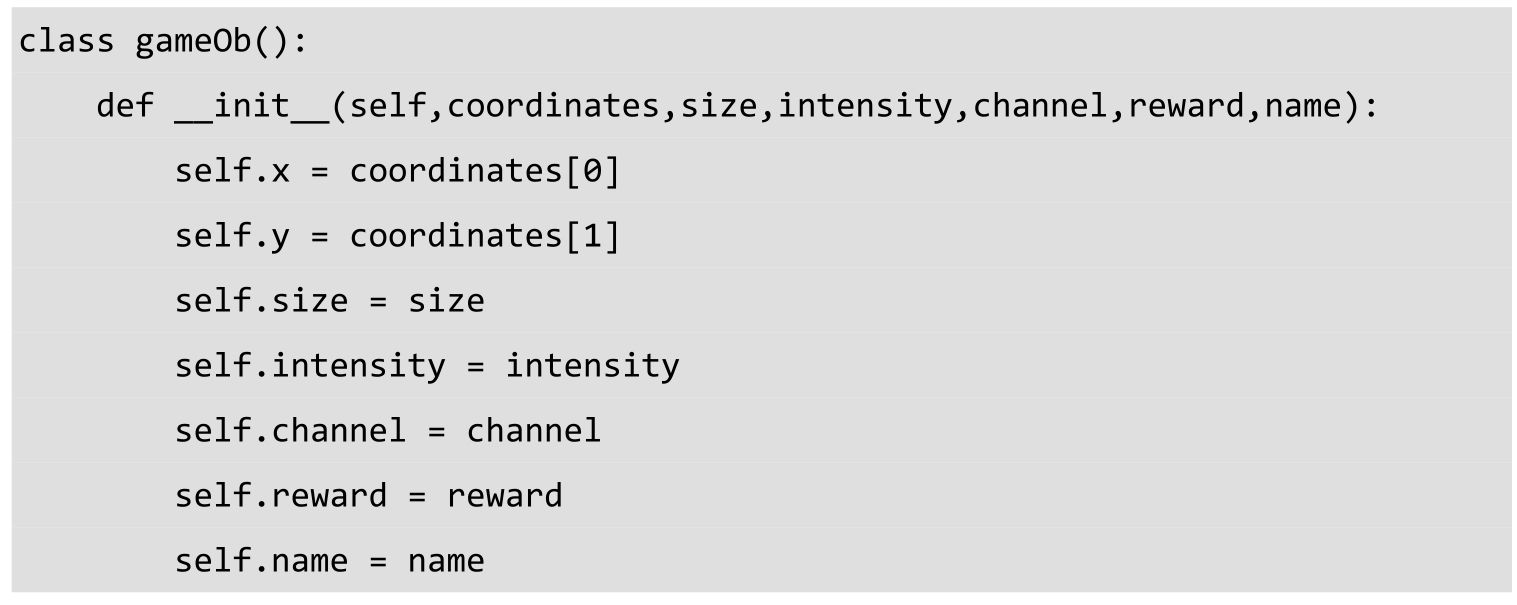 class gameOb():
    def __init__(self,coordinates,size,intensity,channel,reward,name):
        self.x = coordinates[0]
        self.y = coordinates[1]
        self.size = size
        self.intensity = intensity
        self.channel = channel
        self.reward = reward
        self.name = name